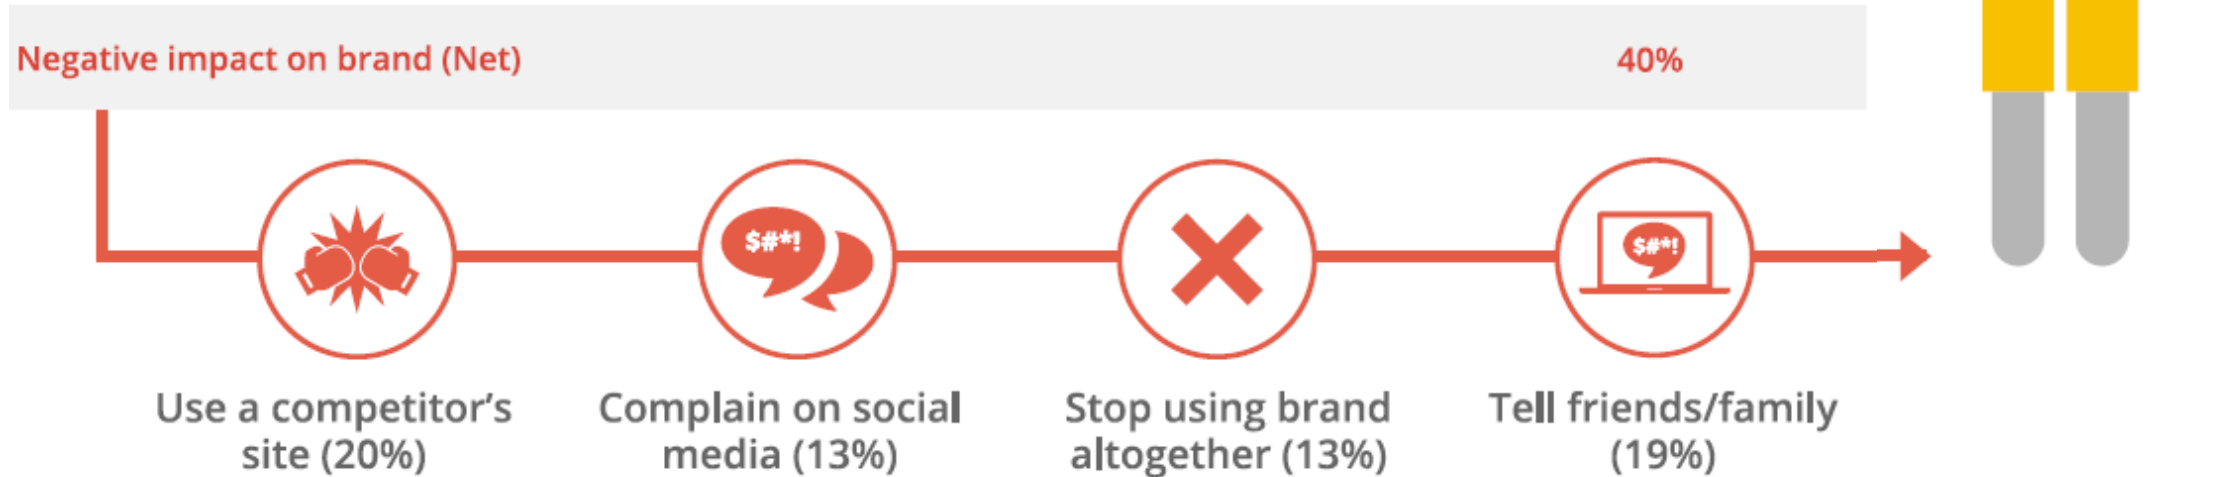 Negative impact on brand (Net) 40%
$#*!
$#*!
Use a competitor's
site (20%)
Complain on social
media (13%)
Stop using brand
altogether (13%)
Tell friends/family
(19%)